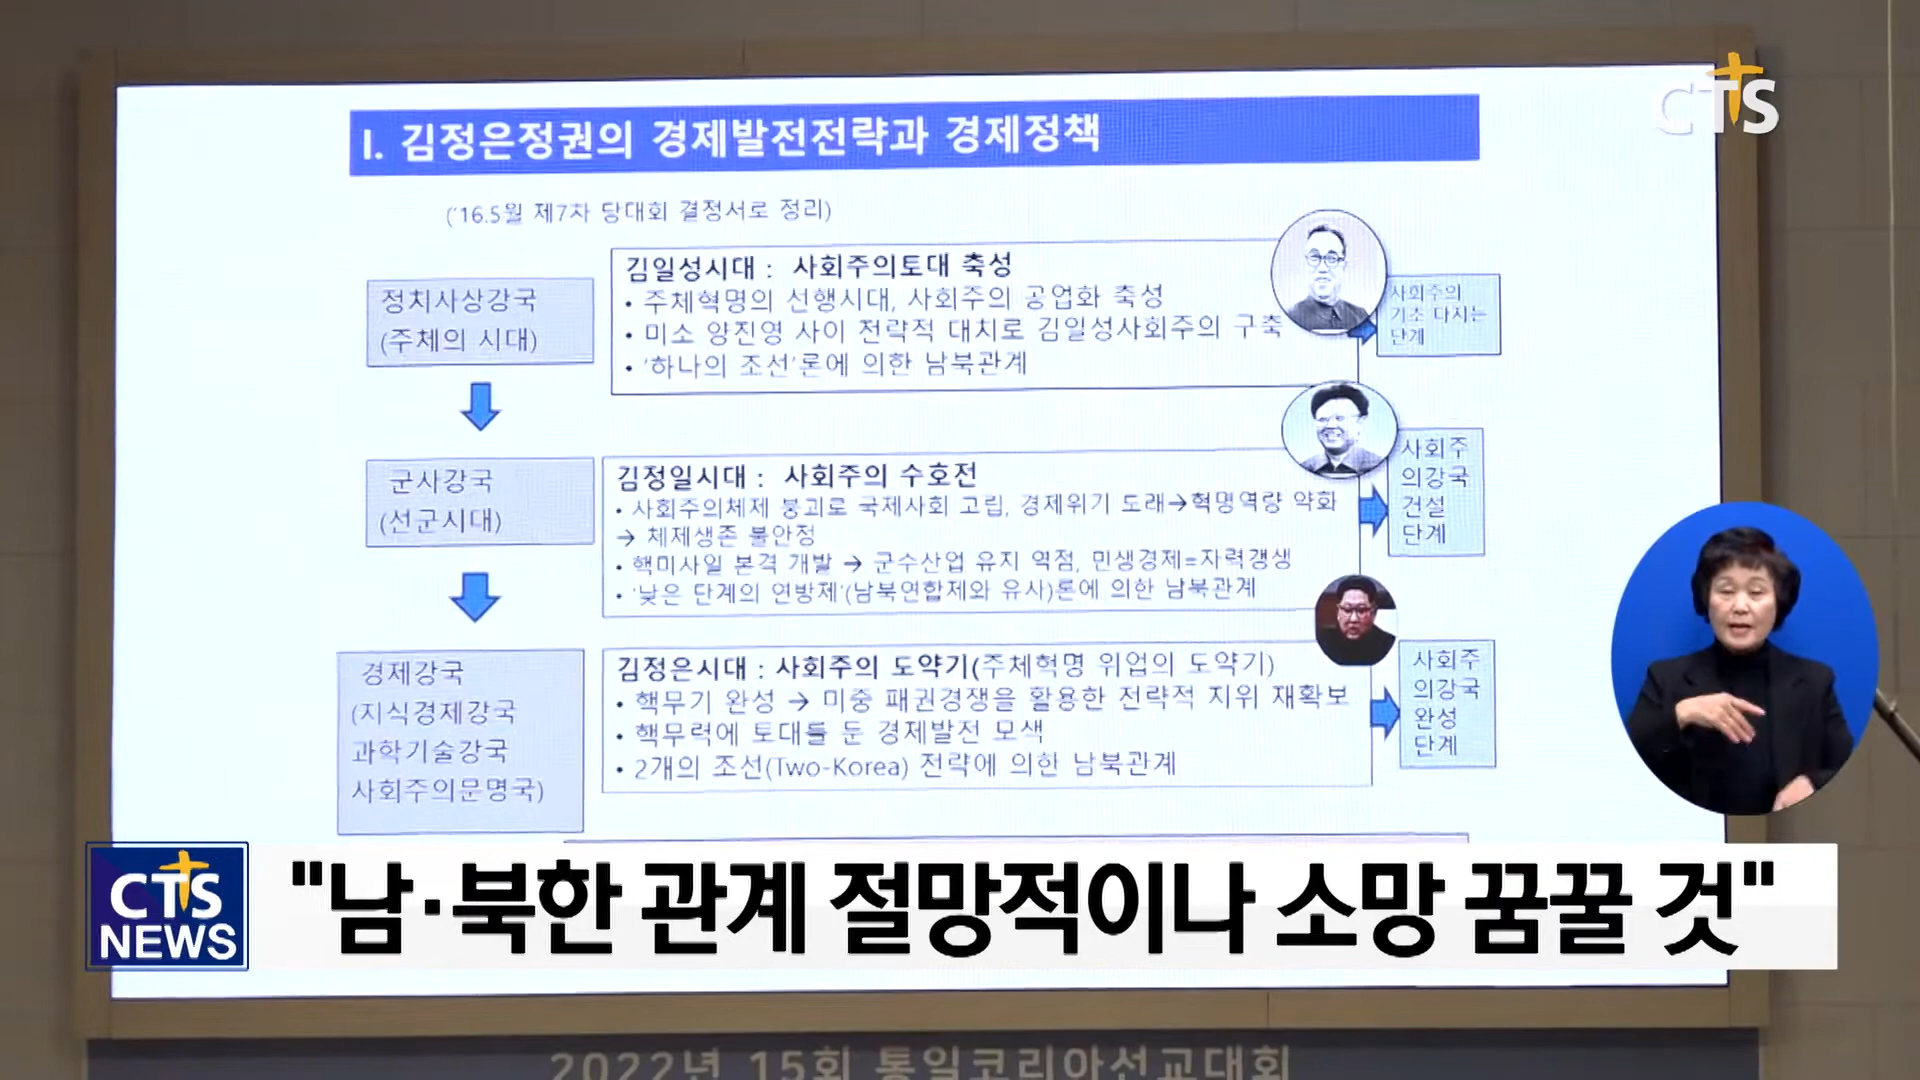 CTS
I. 김정은정권의 경제발전전략과 경제정책
('16.5월 제7차 당대회 결정서로 정리)
정치사상강국
(주체의 시대)
김일성시대 : 사회주의토대 축성
• 주체혁명의 선행시대, 사회주의 공업화 축성
• 미소 양진영 사이 전략적 대치로 김일성사회주의 구축
• '하나의 조선'론에 의한 남북관계
사회주의
기초 다지는
단계
군사강국
(선군시대)
김정일시대 : 사회주의 수호전
• 사회주의체제 붕괴로 국제사회 고립, 경제위기 도래→혁명역량 약화
→ 체제생존 불안정
• 핵미사일 본격 개발 → 군수산업 유지 역점, 민생경제=자력갱생
• '낮은 단계의 연방제'(남북연합제와 유사)론에 의한 남북관계
사회주
의강국
건설
단계
경제강국
(지식경제강국
과학기술강국
사회주의문명국)
김정은시대 : 사회주의 도약기(주체혁명 위업의 도약기)
• 핵무기 완성 → 미중 패권경쟁을 활용한 전략적 지위 재확보
• 핵무력에 토대를 둔 경제발전 모색
• 2개의 조선(Two-Korea) 전략에 의한 남북관계
사회주
의강국
완성
단계
CTS
NEWS
"남·북한 관계 절망적이나 소망 꿈꿀 것"
2022년 15회 통일코리아선교대회